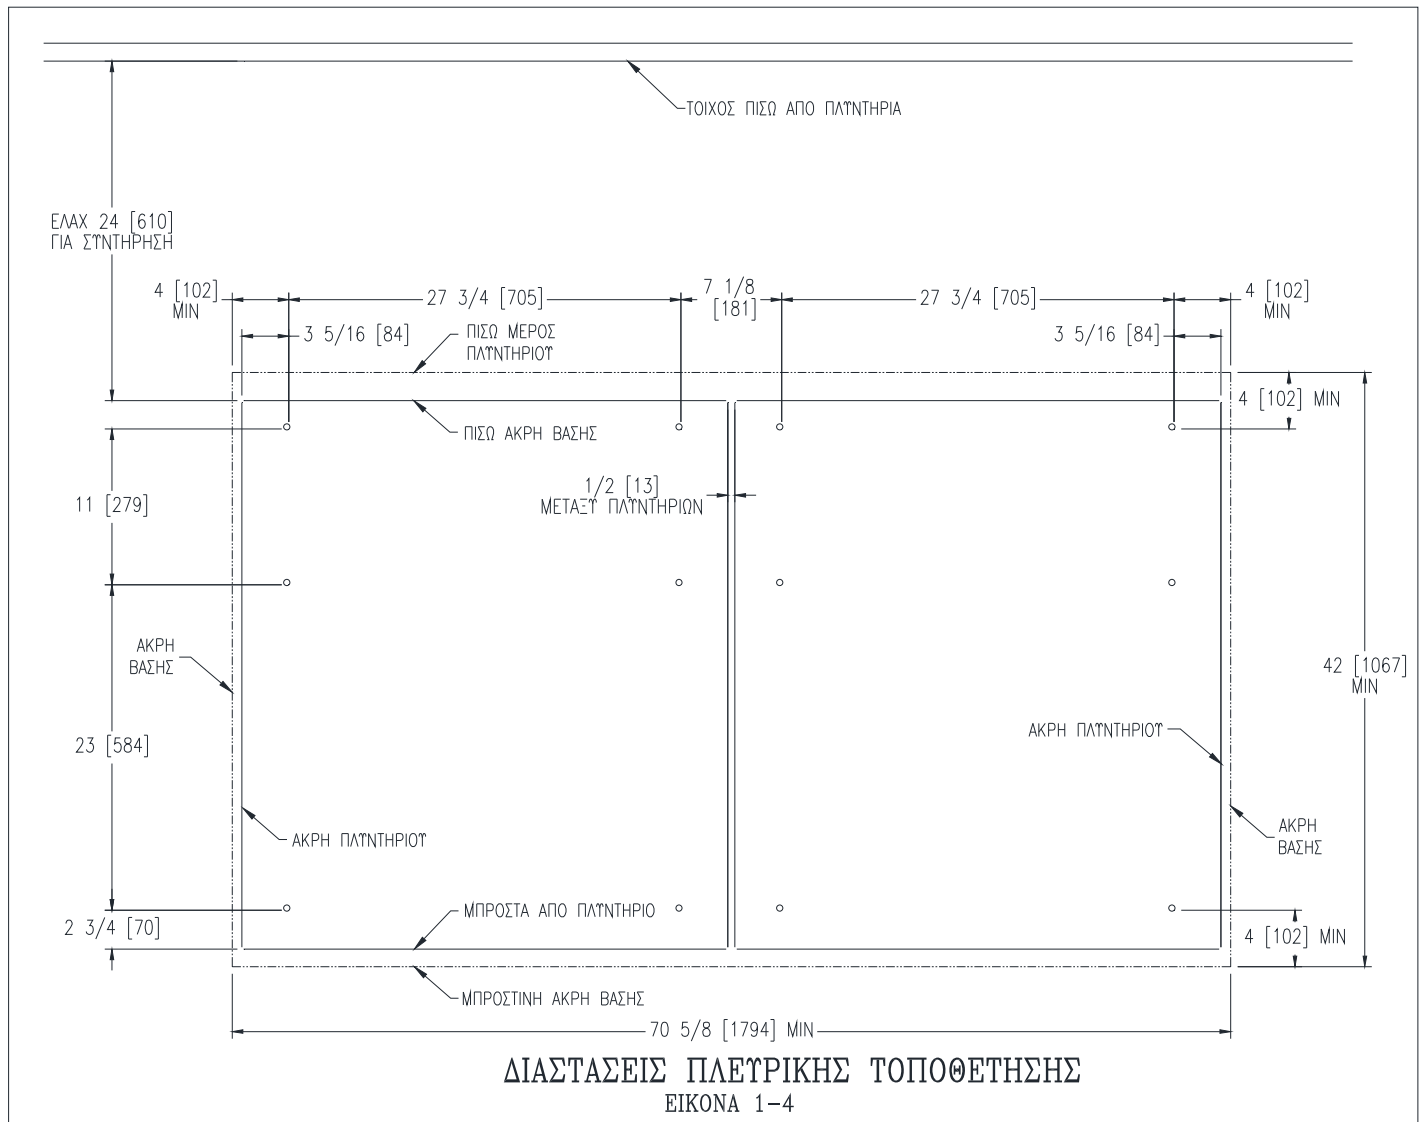 ΤΟΙΧΟΣ ΠΙΣΩ ΑΠΟ ΠΛΥΝΤΗΡΙΑ
ΕΛΑΧ 24 [610]
ΓΙΑ ΣΥΝΤΗΡΗΣΗ
4 [102]
MIN
27 3/4 [705]
7 1/8
[181]
27 3/4 [705]
4 [102]
MIN
3 5/16 [84]
ΠΙΣΩ ΜΕΡΟΣ
ΠΛΥΝΤΗΡΙΟΥ
3 5/16 [84]
4 [102] MIN
ΠΙΣΩ ΑΚΡΗ ΒΑΣΗΣ
11 [279]
1/2 [13]
ΜΕΤΑΞΥ ΠΛΥΝΤΗΡΙΩΝ
ΑΚΡΗ
ΒΑΣΗΣ
42 [1067]
MIN
23 [584]
ΑΚΡΗ ΠΛΥΝΤΗΡΙΟΥ
ΑΚΡΗ ΠΛΥΝΤΗΡΙΟΥ
ΑΚΡΗ
ΒΑΣΗΣ
ΜΠΡΟΣΤΑ ΑΠΟ ΠΛΥΝΤΗΡΙΟ
2 3/4 [70]
4 [102] MIN
ΜΠΡΟΣΤΙΝΗ ΑΚΡΗ ΒΑΣΗΣ
70 5/8 [1794] MIN
ΔΙΑΣΤΑΣΕΙΣ ΠΛΕΥΡΙΚΗΣ ΤΟΠΟΘΕΤΗΣΗΣ
ΕΙΚΟΝΑ 1-4